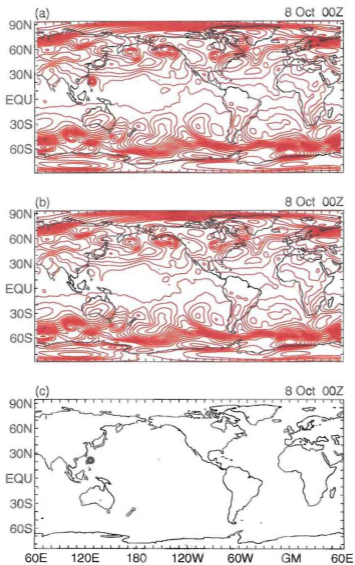 (a) 8 Oct 00Z
90N
60N
30N
EQU
30S
60S
(b) 8 Oct 00Z
90N
60N
30N
EQU
30S
60S
(c) 8 Oct 00Z
90N
60N
30N
EQU
30S
60S
60E 120E 180 120W 60W GM 60E